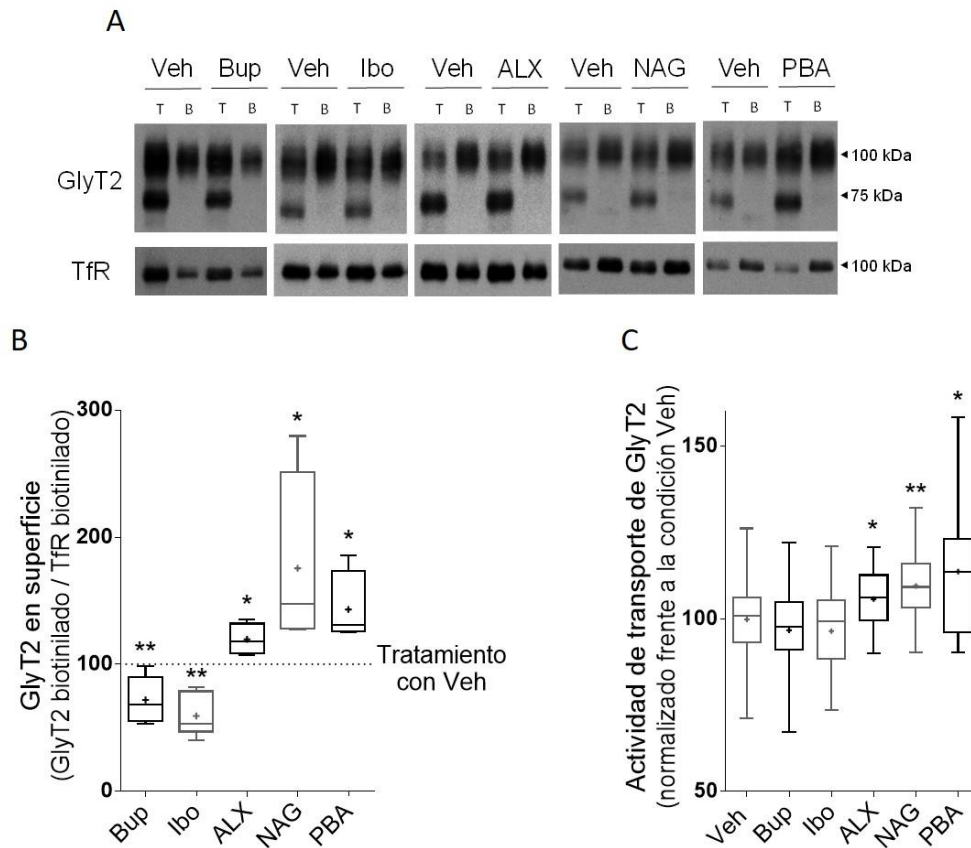 A
Veh Bup Veh Ibo Veh ALX Veh NAG Veh PBA
T B T B T B T B T B T B T B T B T B T B
GlyT2
100 kDa
75 kDa
TfR
100 kDa
B
GlyT2 en superficie
(GlyT2 biotinilado / TfR biotinilado)
300
200
100
0
** ** * * *
Tratamiento
con Veh
Bup Ibo ALX NAG PBA
C
Actividad de transporte de GlyT2
(normalizado frente a la condición Veh)
150
100
50
* ** *
Veh Bup Ibo ALX NAG PBA